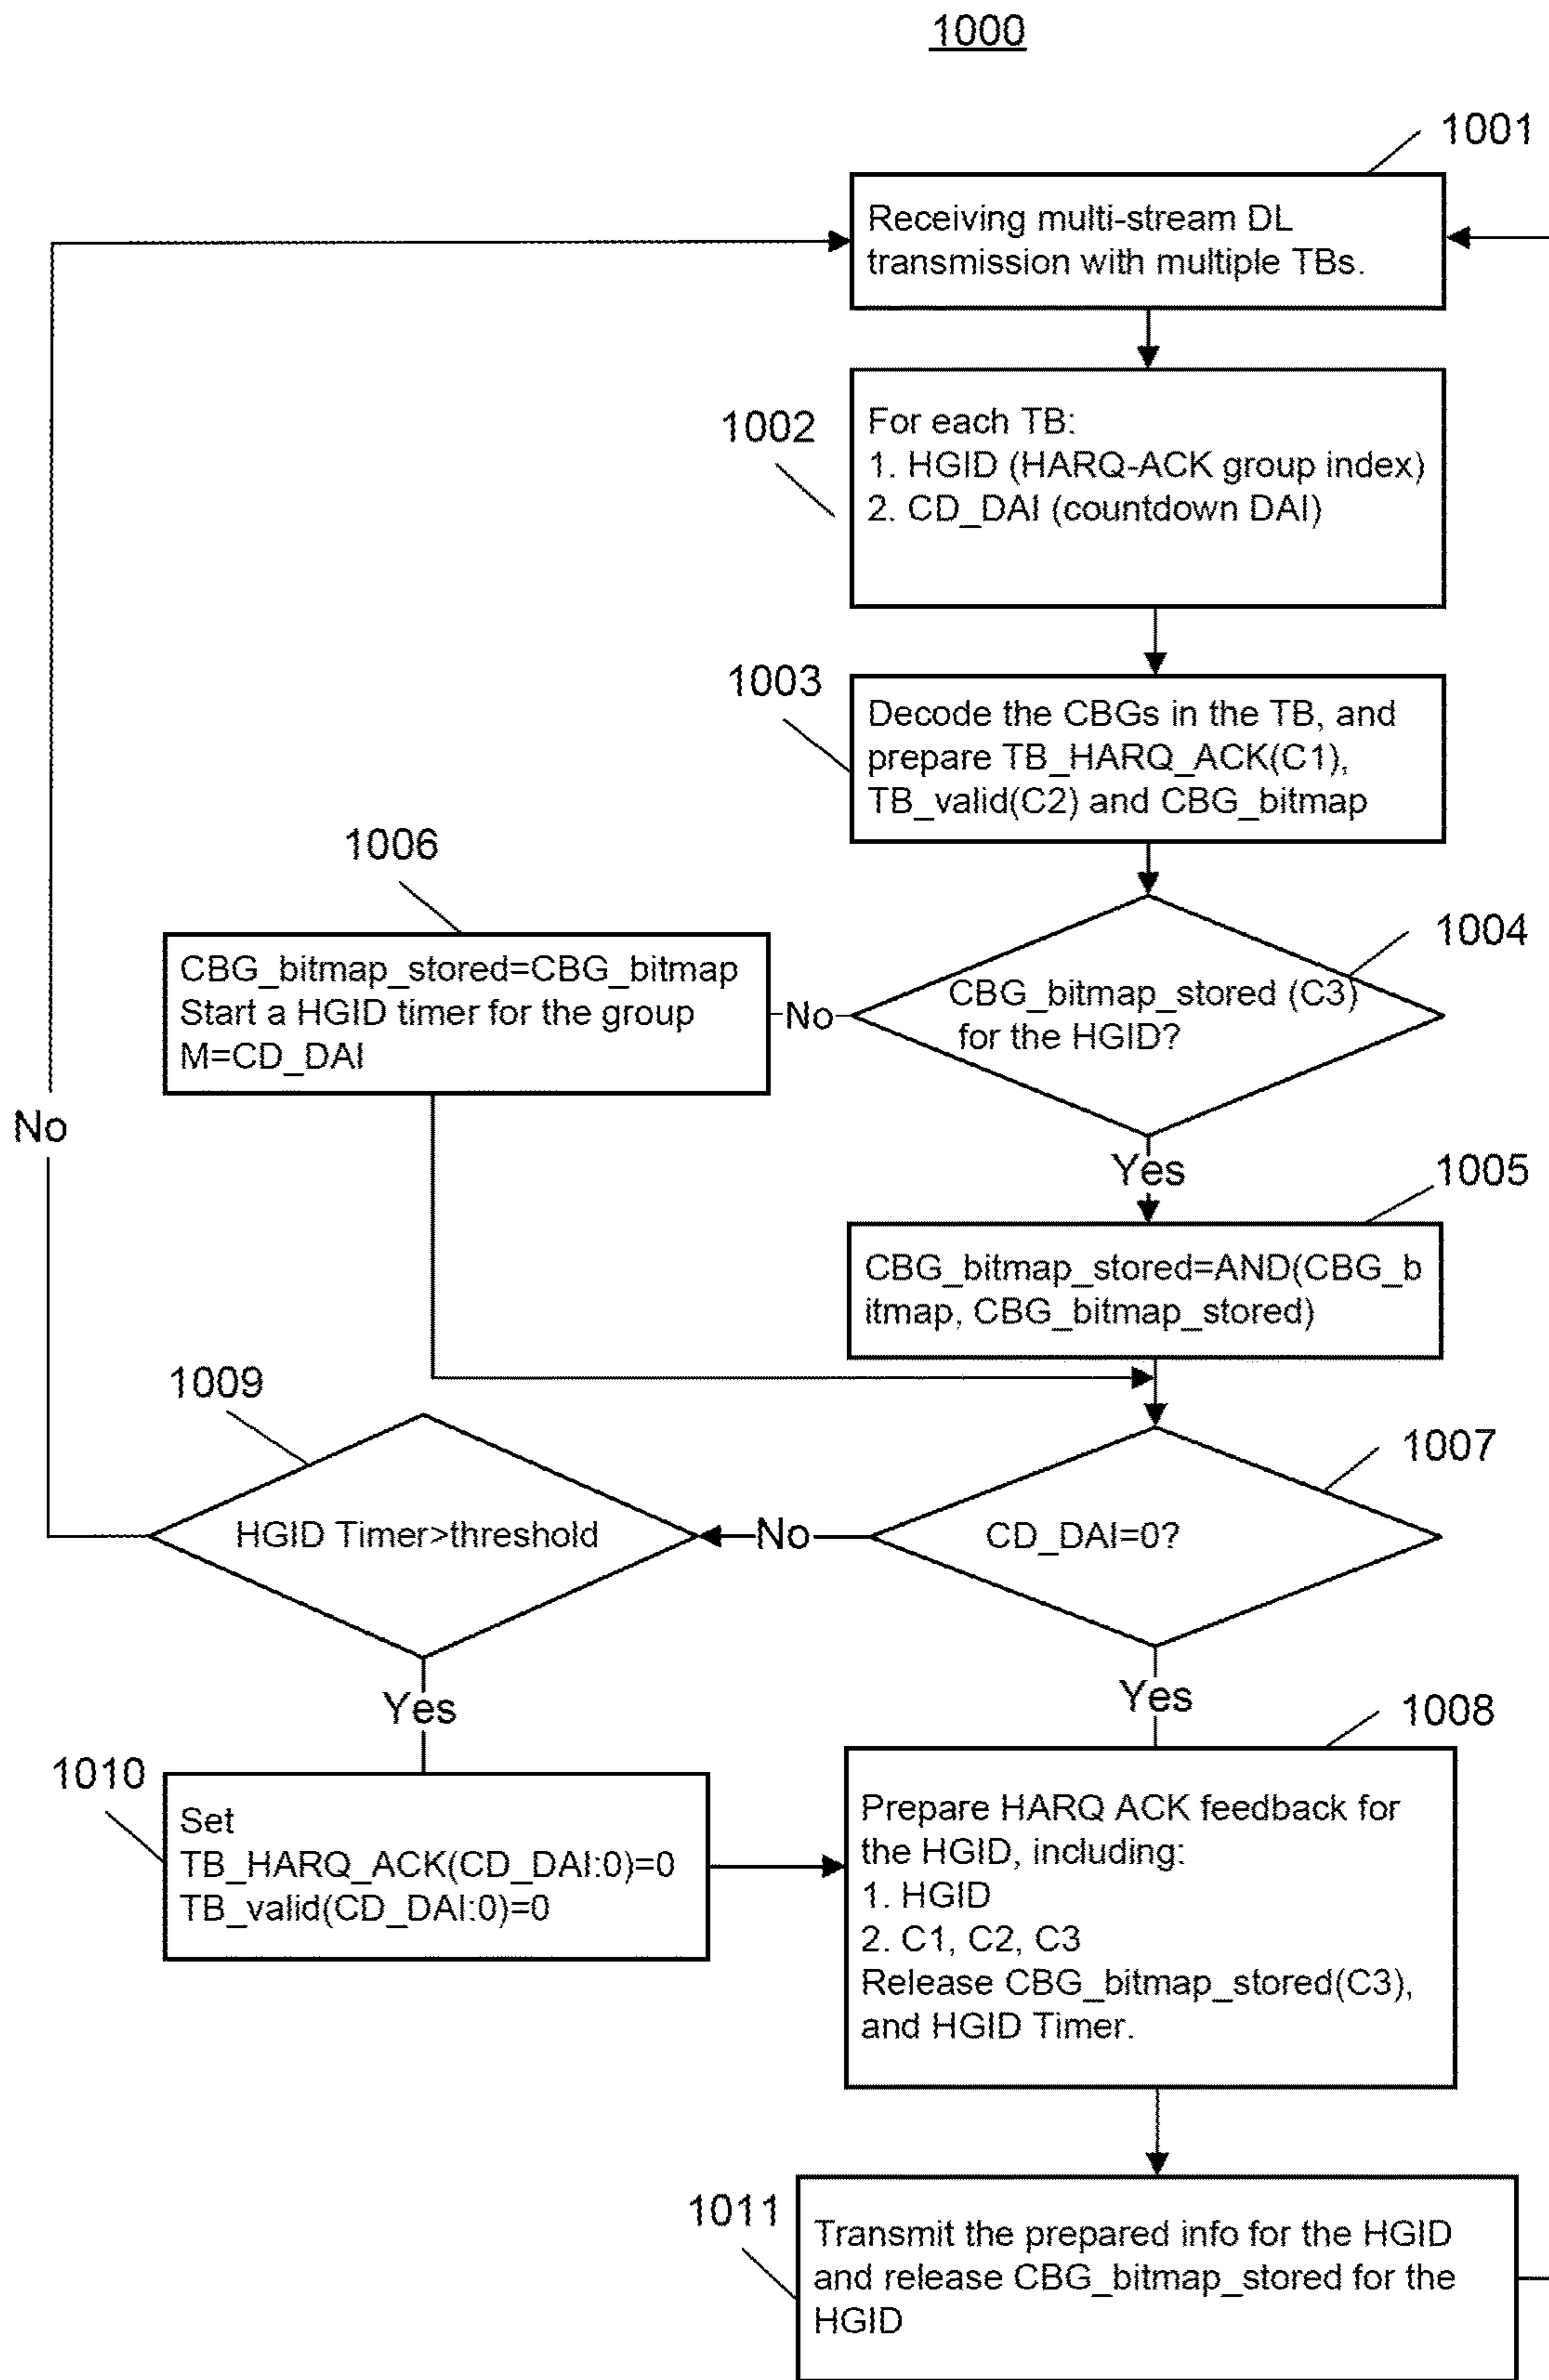 1000
1001
Receiving multi-stream DL
transmission with multiple TBs.
1002
For each TB:
1. HGID (HARQ-ACK group index)
2. CD_DAI (countdown DAI)
1003
Decode the CBGs in the TB, and
prepare TB_HARQ_ACK(C1),
TB_valid(C2) and CBG_bitmap
1006
CBG_bitmap_stored=CBG_bitmap
Start a HGID timer for the group
M=CD_DAI
No
1004
CBG_bitmap_stored (C3)
for the HGID?
No
Yes
1005
CBG_bitmap_stored=AND(CBG_b
itmap, CBG_bitmap_stored)
1009
HGID Timer>threshold
No
1007
CD_DAI=0?
Yes
Yes
1010
Set
TB_HARQ_ACK(CD_DAI:0)=0
TB_valid(CD_DAI:0)=0
1008
Prepare HARQ ACK feedback for
the HGID, including:
1. HGID
2. C1, C2, C3
Release CBG_bitmap_stored(C3),
and HGID Timer.
1011
Transmit the prepared info for the HGID
and release CBG_bitmap_stored for the
HGID